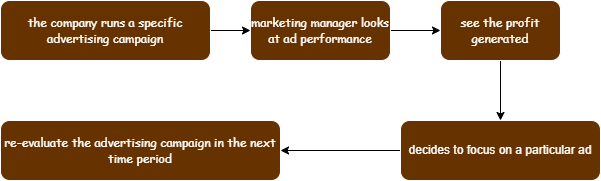 the company runs a specific
advertising campaign
marketing manager looks
at ad performance
see the profit
generated
decides to focus on a particular ad
re-evaluate the advertising campaign in the next
time period